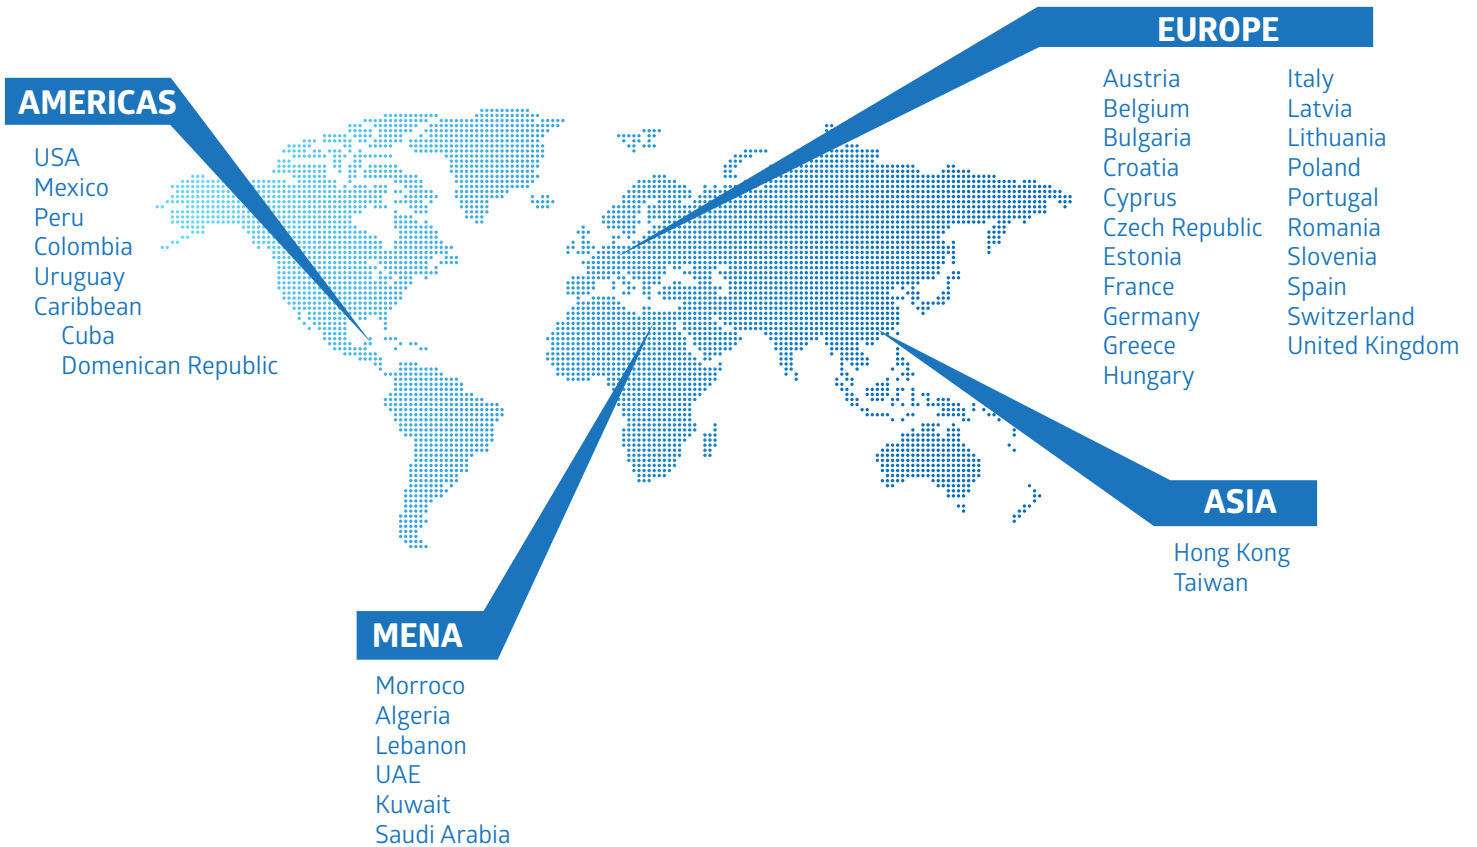 AMERICAS
USA
Mexico
Peru
Colombia
Uruguay
Caribbean
Cuba
Domenican Republic
EUROPE
Austria
Belgium
Bulgaria
Croatia
Cyprus
Czech Republic
Estonia
France
Germany
Greece
Hungary
Italy
Latvia
Lithuania
Poland
Portugal
Romania
Slovenia
Spain
Switzerland
United Kingdom
MENA
Morroco
Algeria
Lebanon
UAE
Kuwait
Saudi Arabia
ASIA
Hong Kong
Taiwan